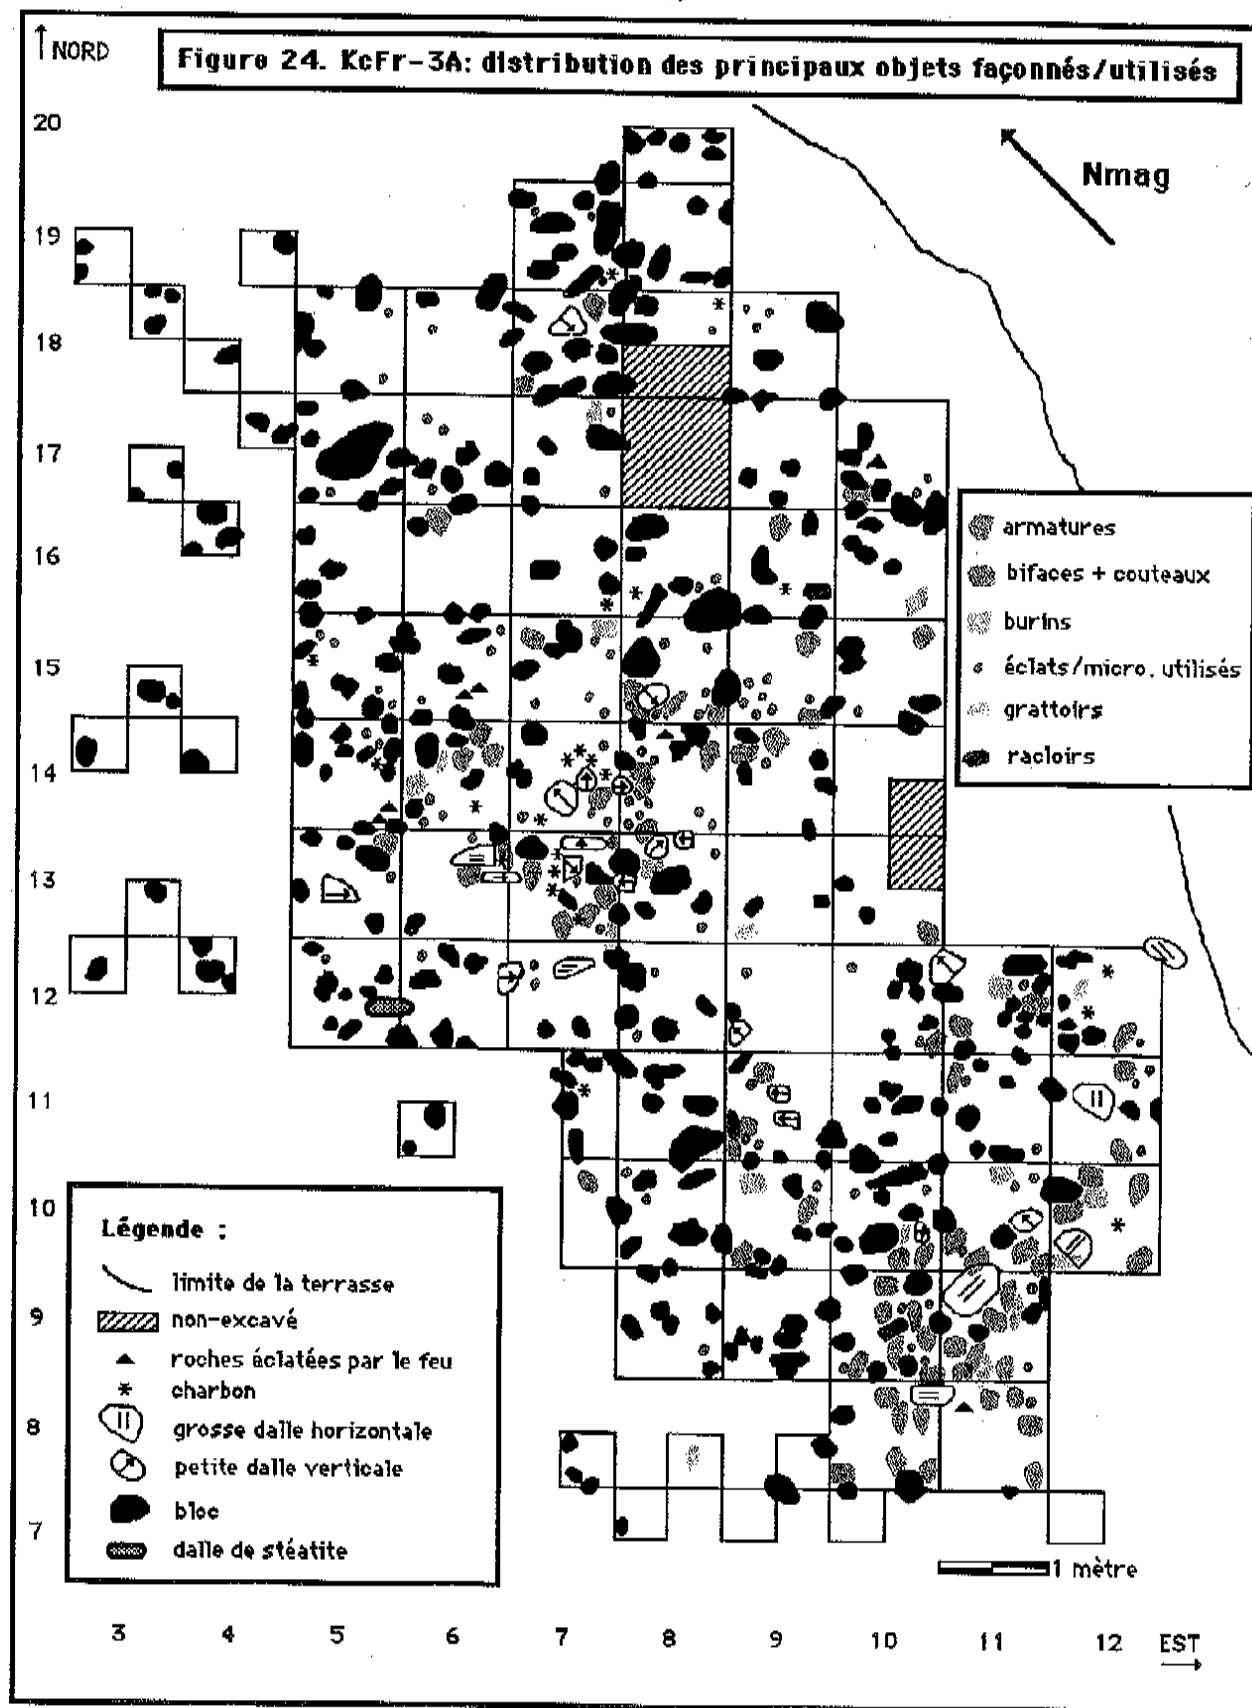 NORD
Figure 24. KcFr-3A: distribution des principaux objets façonnés/utilisés
20
Nmag
19
18
17
16
15
14
13
12
11
10
9
8
7
armatures
bifaces + couteaux
burins
éclats/micro. utilisés
grattoirs
racloirs
Légende :
limite de la terrasse
non-excavé
roches éclatées par le feu
charbon
grosse dalle horizontale
petite dalle verticale
bloc
dalle de stéatite
1 mètre
3 4 5 6 7 8 9 10 11 12 EST